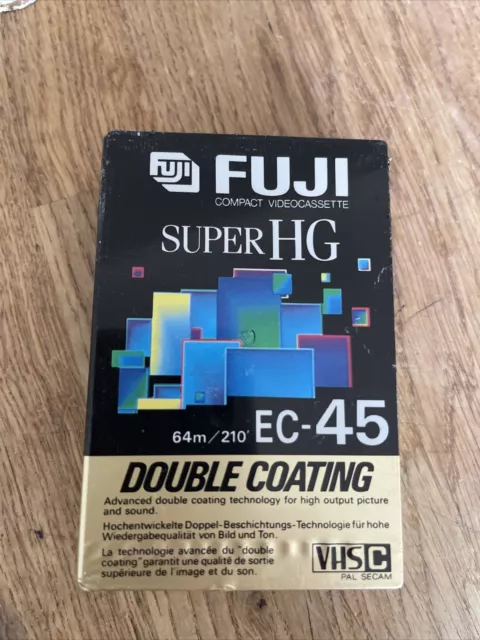 FUJI FUJI
COMPACT VIDEOCASSETTE
SUPER HG
64m/210' EC-45
DOUBLE COATING
Advanced double coating technology for high output picture
and sound.
Hochentwickelte Doppel-Beschichtungs-Technologie für hohe
Wiedergabequalität von Bild und Ton.
La technologie avancée du "double
coating" garantit une qualité de sortie
supérieure de l'image et du son.
VHS C
PAL SECAM